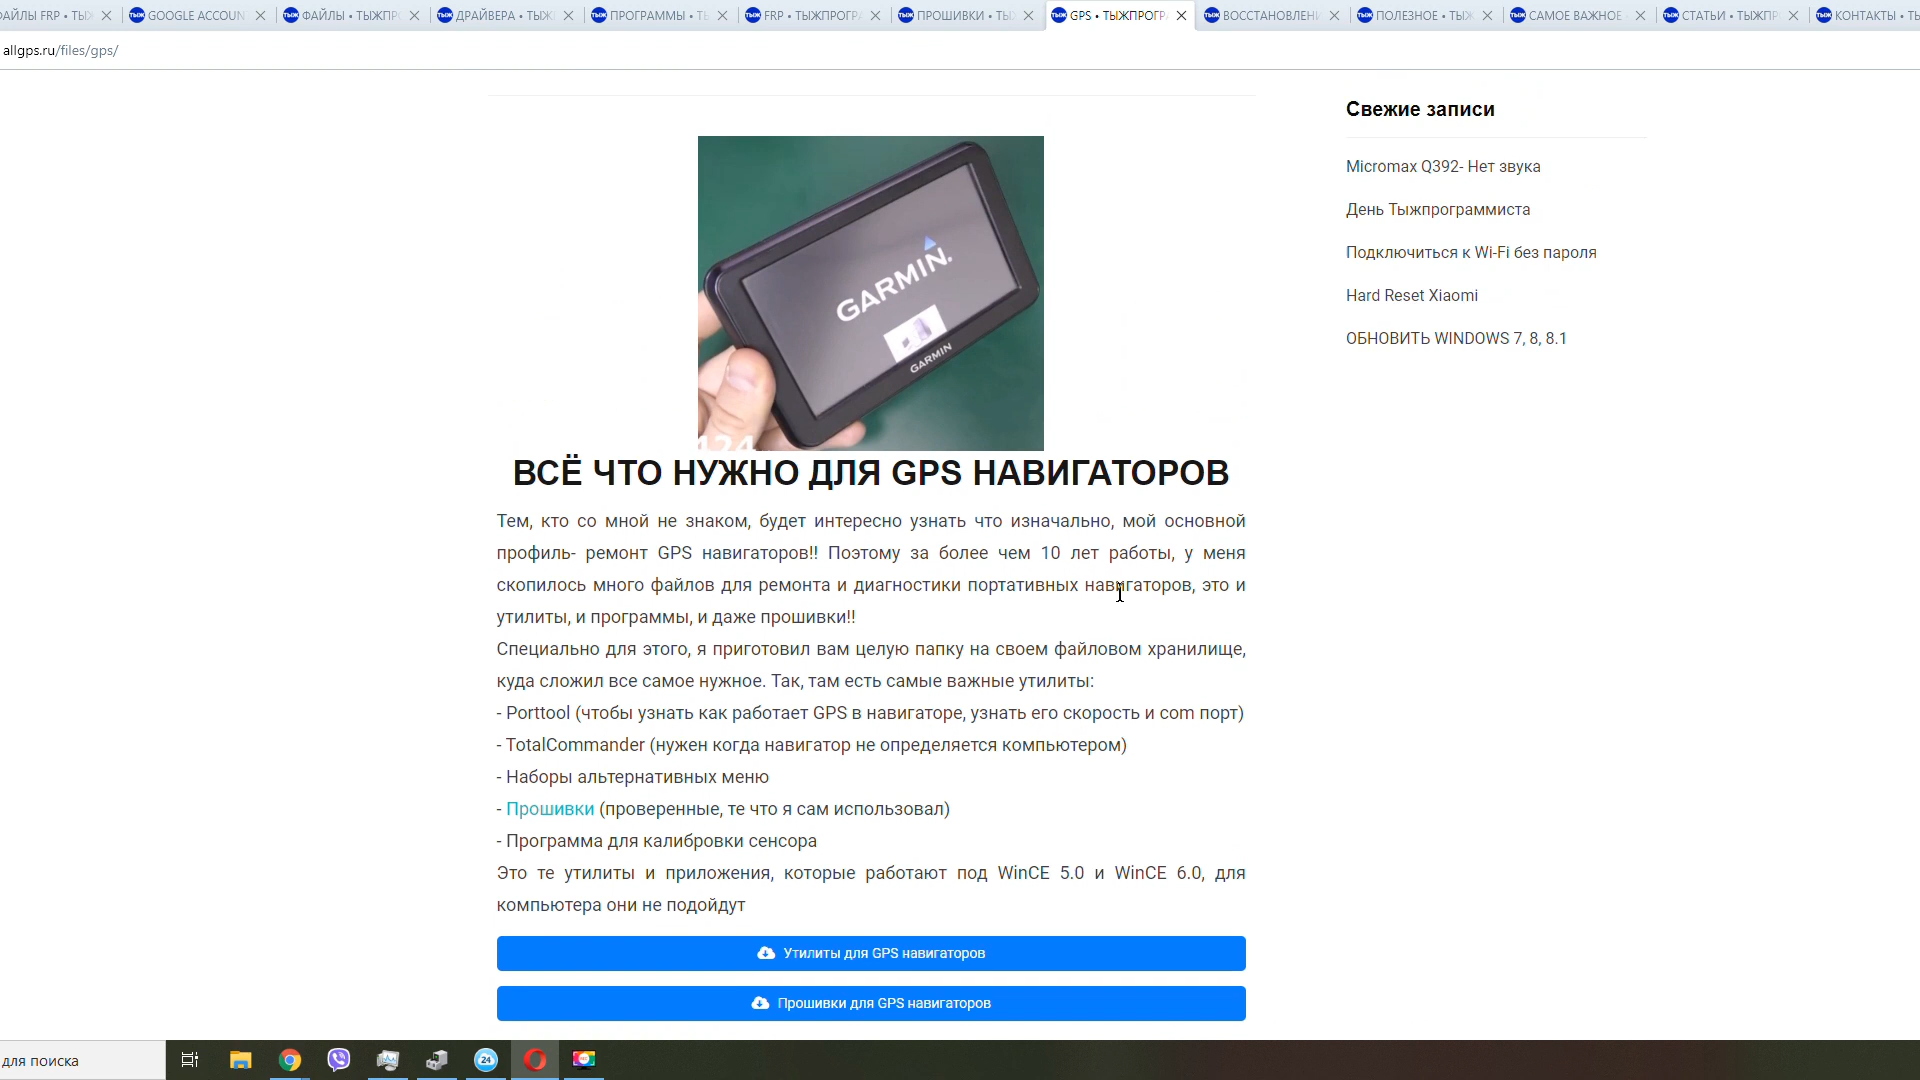 АЙЛЫ FRP • ТЫ
GOOGLE ACCOUN
ФАЙЛЫ • ТЫЖПРО
ДРАЙВЕРА • ТЫЖ
ПРОГРАММЫ • Т
FRP • ТЫЖПРОГР
ПРОШИВКИ • ТЫ
GPS • ТЫЖПРОГР
ВОССТАНОВЛЕНИ
ПОЛЕЗНОЕ • ТЫЖ
САМОЕ ВАЖНОЕ
СТАТЬИ • ТЫЖПР
КОНТАКТЫ • Т
allgps.ru/files/gps/
GARMIN.
GARMIN
424
ВСЁ ЧТО НУЖНО ДЛЯ GPS НАВИГАТОРОВ
Тем, кто со мной не знаком, будет интересно узнать что изначально, мой основной
профиль- ремонт GPS навигаторов!! Поэтому за более чем 10 лет работы, у меня
скопилось много файлов для ремонта и диагностики портативных навигаторов, это и
утилиты, и программы, и даже прошивки!!
Специально для этого, я приготовил вам целую папку на своем файловом хранилище,
куда сложил все самое нужное. Так, там есть самые важные утилиты:
- Porttool (чтобы узнать как работает GPS в навигаторе, узнать его скорость и com порт)
- TotalCommander (нужен когда навигатор не определяется компьютером)
- Наборы альтернативных меню
- Прошивки (проверенные, те что я сам использовал)
- Программа для калибровки сенсора
Это те утилиты и приложения, которые работают под WinCE 5.0 и WinCE 6.0, для
компьютера они не подойдут
Утилиты для GPS навигаторов
Прошивки для GPS навигаторов
Свежие записи
Micromax Q392- Нет звука
День Тыжпрограммиста
Подключиться к Wi-Fi без пароля
Hard Reset Xiaomi
ОБНОВИТЬ WINDOWS 7, 8, 8.1
для поиска
24